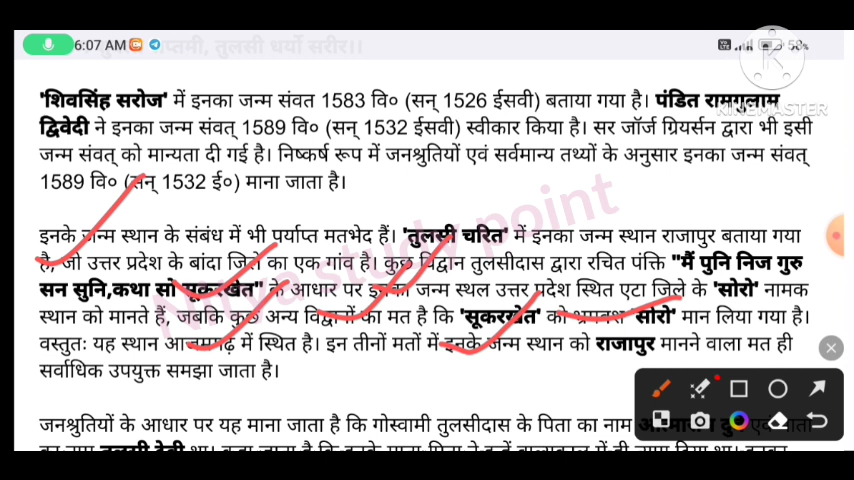 6:07 AM
58%
KINEMASTER
'शिवसिंह सरोज' में इनका जन्म संवत 1583 वि० (सन् 1526 ईसवी) बताया गया है। पंडित रामगुलाम
द्विवेदी ने इनका जन्म संवत् 1589 वि० (सन् 1532 ईसवी) स्वीकार किया है। सर जॉर्ज ग्रियर्सन द्वारा भी इसी
जन्म संवत् को मान्यता दी गई है। निष्कर्ष रूप में जनश्रुतियों एवं सर्वमान्य तथ्यों के अनुसार इनका जन्म संवत्
1589 वि० (सन् 1532 ई०) माना जाता है।
इनके जन्म स्थान के संबंध में भी पर्याप्त मतभेद हैं। 'तुलसी चरित' में इनका जन्म स्थान राजापुर बताया गया
है, जो उत्तर प्रदेश के बांदा जिले का एक गांव है। कुछ विद्वान तुलसीदास द्वारा रचित पंक्ति "मैं पुनि निज गुरु
सन सुनि,कथा सो सूकरखेत" के आधार पर इनका जन्म स्थल उत्तर प्रदेश स्थित एटा जिले के 'सोरो' नामक
स्थान को मानते हैं, जबकि कुछ अन्य विद्वानों का मत है कि 'सूकरखेत' को भ्रमवश 'सोरो' मान लिया गया है।
वस्तुतः यह स्थान आजमगढ़ में स्थित है। इन तीनों मतों में इनके जन्म स्थान को राजापुर मानने वाला मत ही
सर्वाधिक उपयुक्त समझा जाता है।
जनश्रुतियों के आधार पर यह माना जाता है कि गोस्वामी तुलसीदास के पिता का नाम
study point